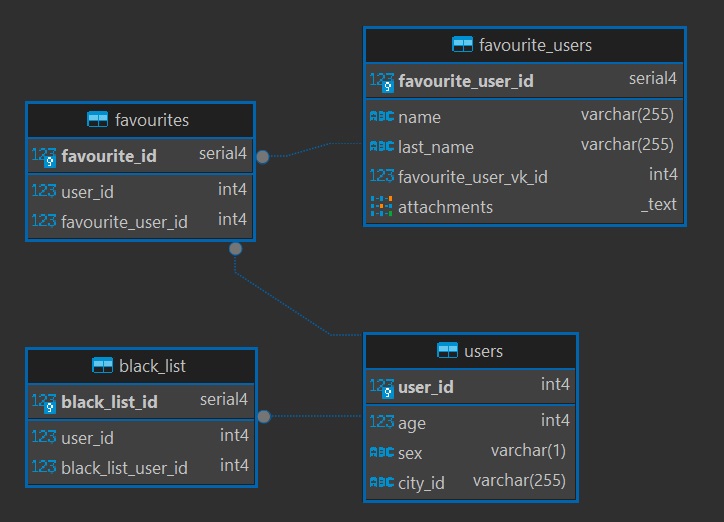 favourite_users
123 favourite_user_id serial4
ABC name varchar(255)
ABC last_name varchar(255)
123 favourite_user_vk_id int4
attachments _text
favourites
123 favourite_id serial4
123 user_id int4
123 favourite_user_id int4
black_list
123 black_list_id serial4
123 user_id int4
123 black_list_user_id int4
users
123 user_id int4
123 age int4
ABC sex varchar(1)
ABC city_id varchar(255)